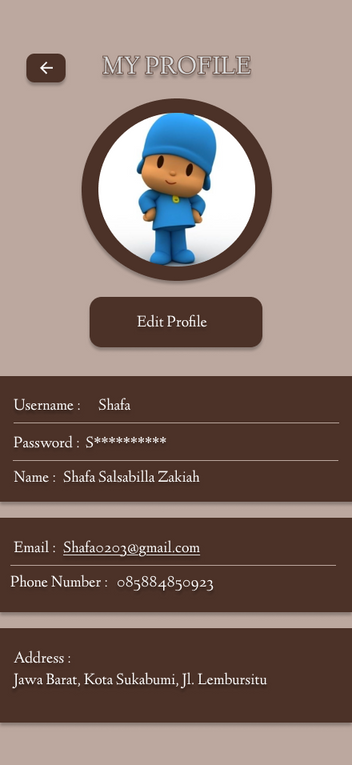 MY PROFILE
Edit Profile
Username : Shafa
Password : S**********
Name : Shafa Salsabilla Zakiah
Email : Shafa0203@gmail.com
Phone Number : 085884850923
Address :
Jawa Barat, Kota Sukabumi, Jl. Lembursitu